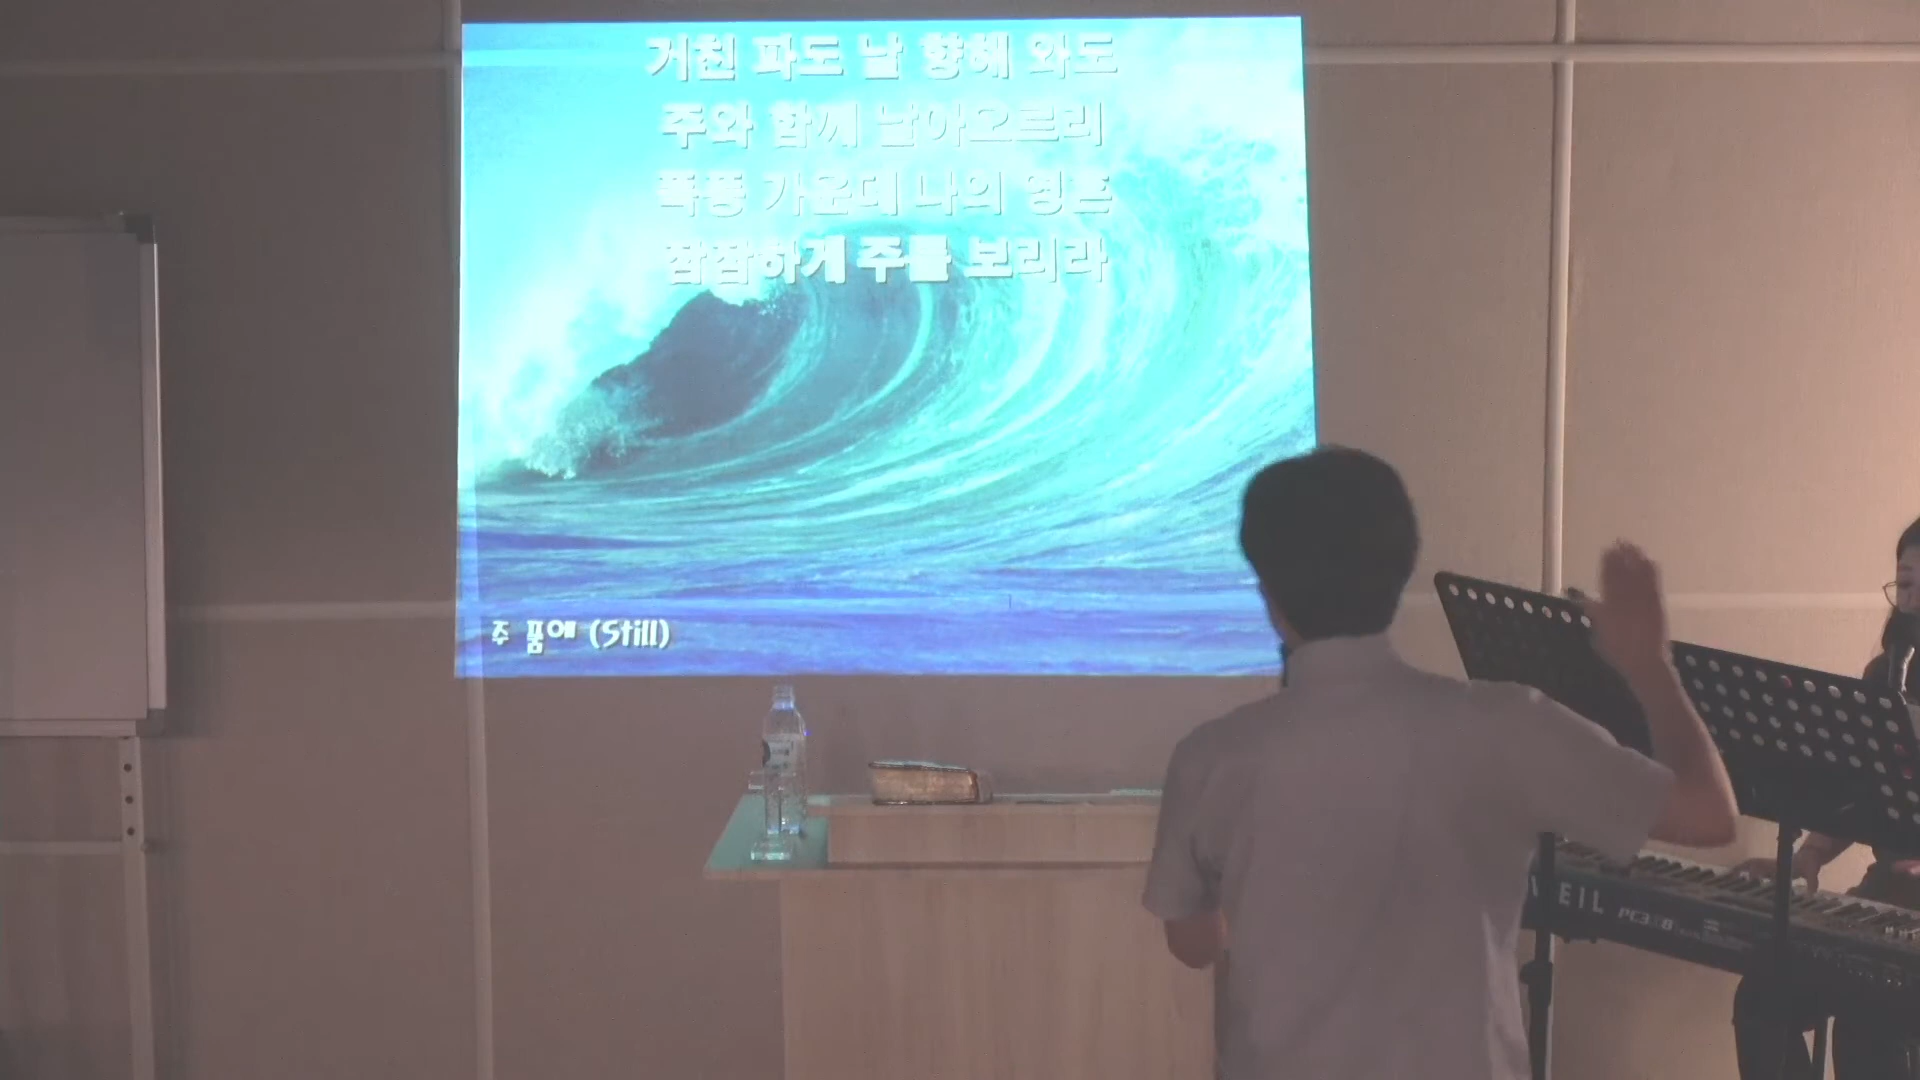 거친 파도 날 향해 와도
주와 함께 날아오르리
폭풍 가운데 나의 영혼
잠잠하게 주를 보리라
주 품에 (Still)
EIL PC3